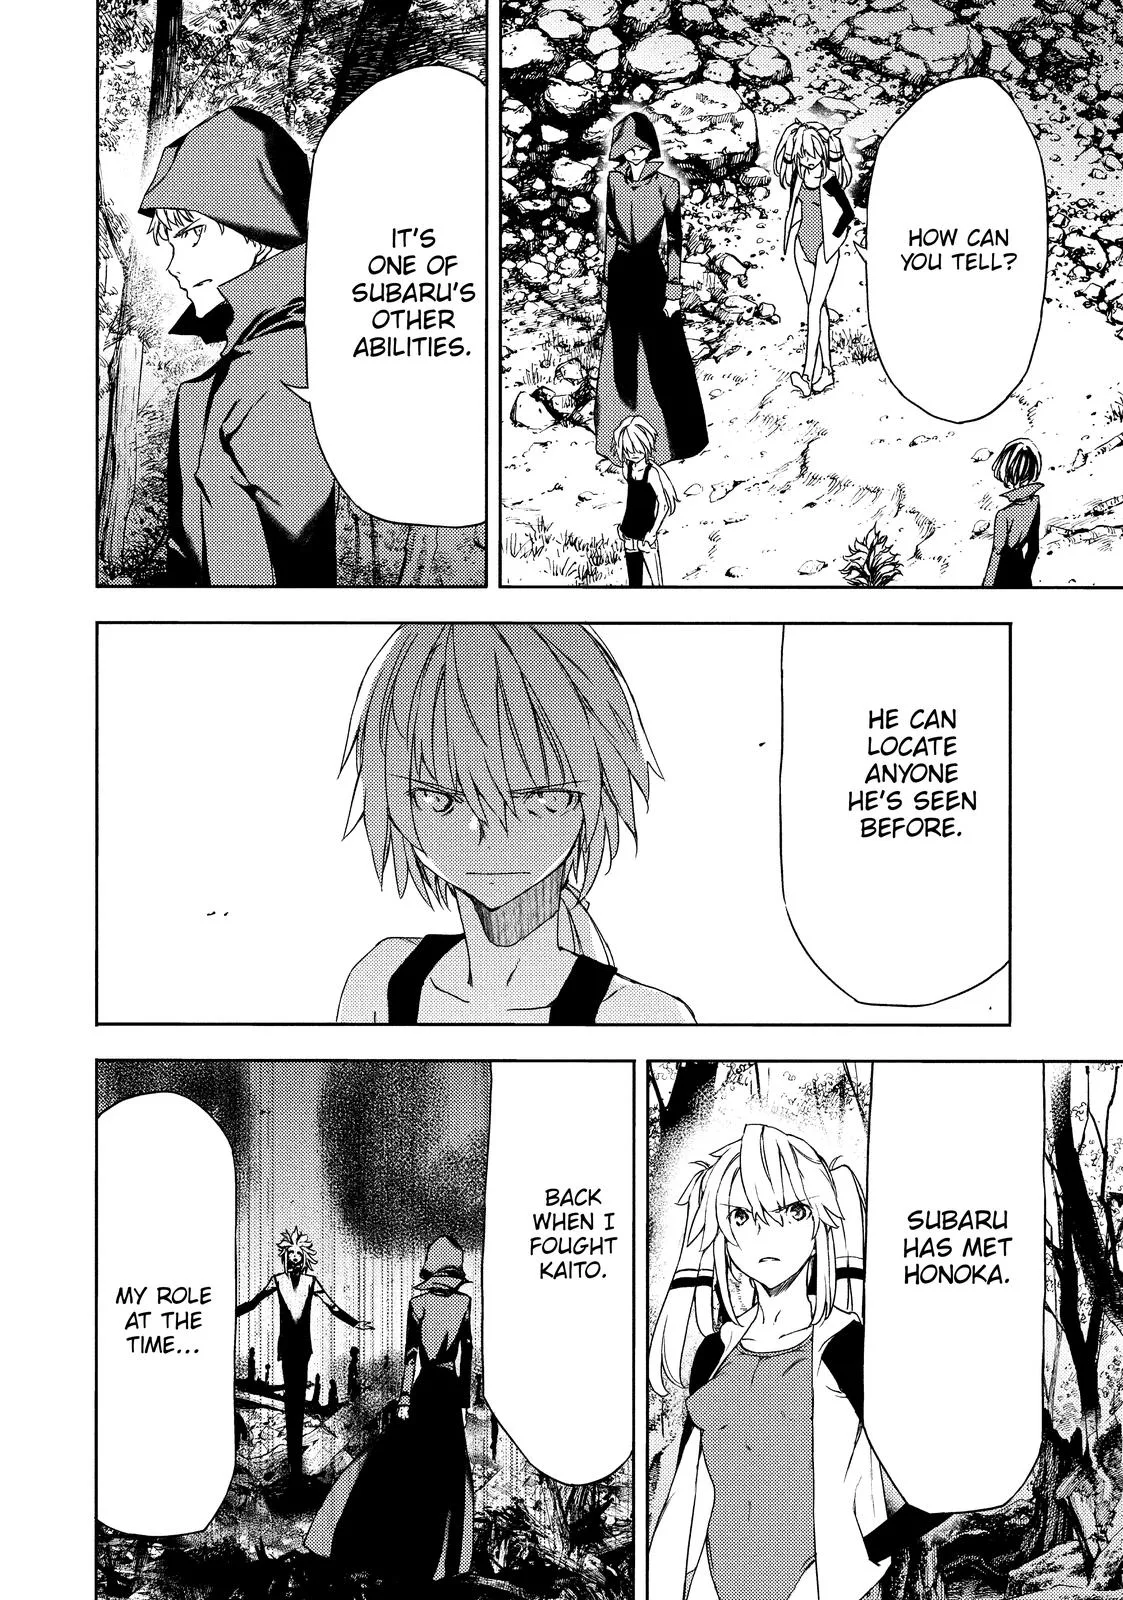 HOW CAN
YOU TELL?
IT'S
ONE OF
SUBARU'S
OTHER
ABILITIES.
HE CAN
LOCATE
ANYONE
HE'S SEEN
BEFORE.
SUBARU
HAS MET
HONOKA.
BACK
WHEN I
FOUGHT
KAITO.
MY ROLE
AT THE
TIME...